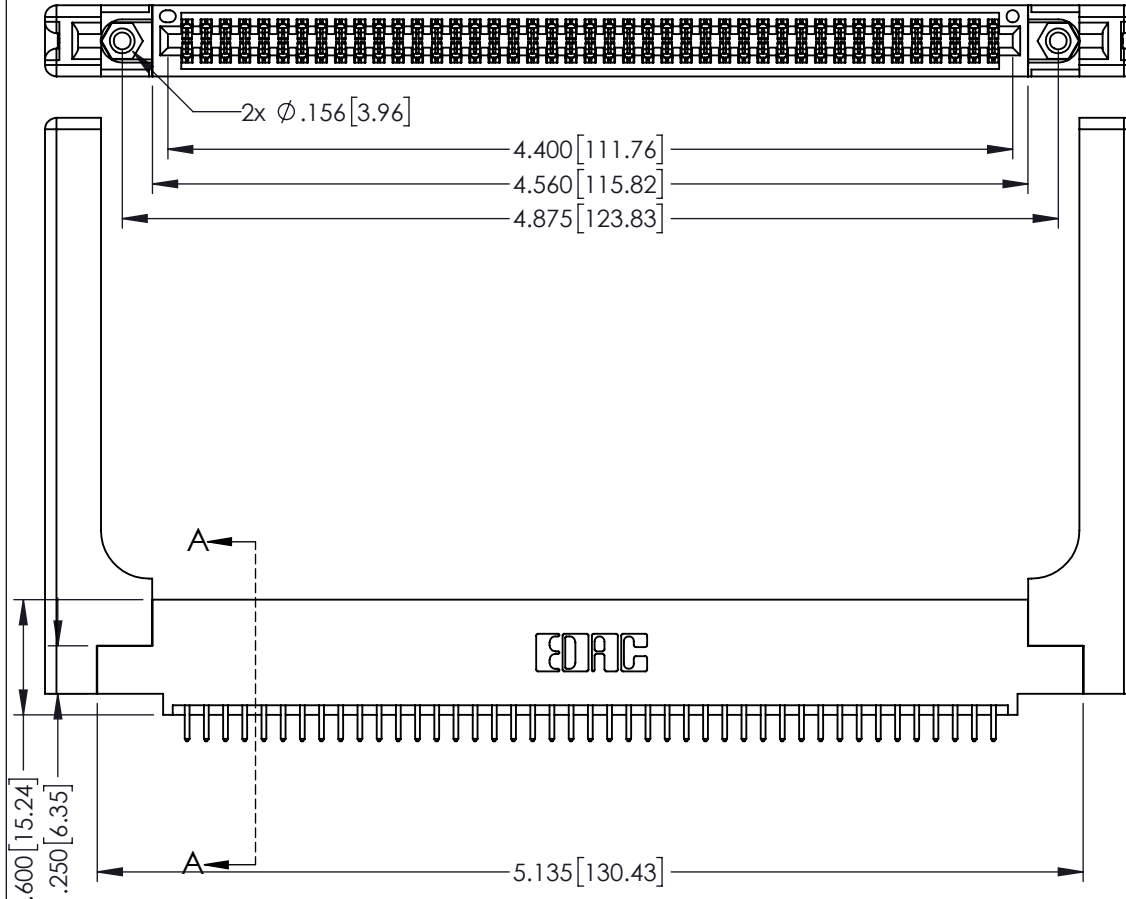 2x ⌀.156[3.96]
4.400[111.76]
4.560[115.82]
4.875[123.83]
A
EDAC
A
.600[15.24]
.250[6.35]
5.135[130.43]